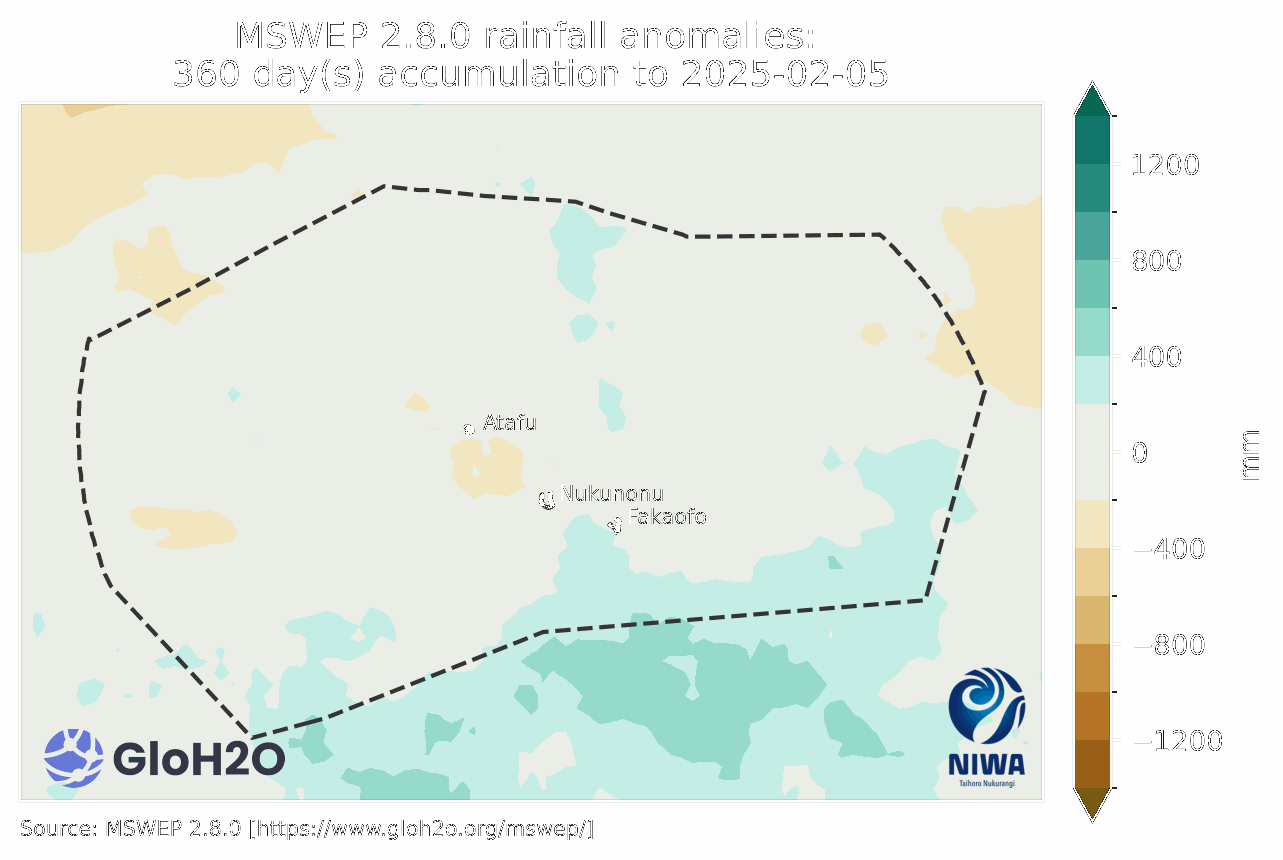 MSWEP 2.8.0 rainfall anomalies:
360 day(s) accumulation to 2025-02-05
1200
800
400
0
−400
−800
−1200
mm
Atafu
Nukunonu
Fakaofo
GloH2O
NIWA
Taihoro Nukurangi
Source: MSWEP 2.8.0 [https://www.gloh2o.org/mswep/]